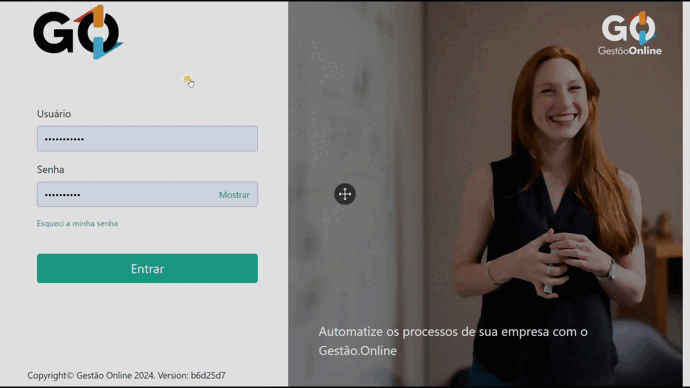 GO
Usuário
•••••••••••
Senha
••••••••••
Mostrar
Esqueci a minha senha
Entrar
Copyright© Gestão Online 2024. Version: b6d25d7
GO
GestãoOnline
Automatize os processos de sua empresa com o
Gestão.Online